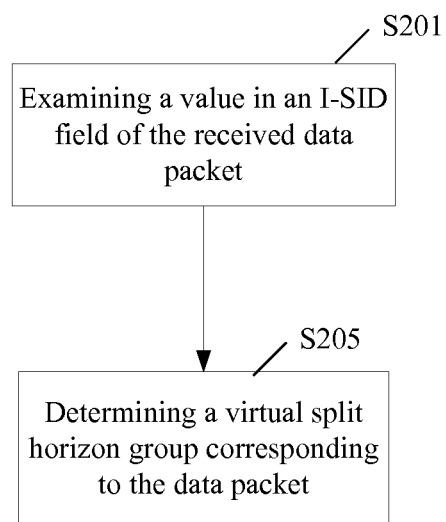 S201
Examining a value in an I-SID
field of the received data
packet
S205
Determining a virtual split
horizon group corresponding
to the data packet